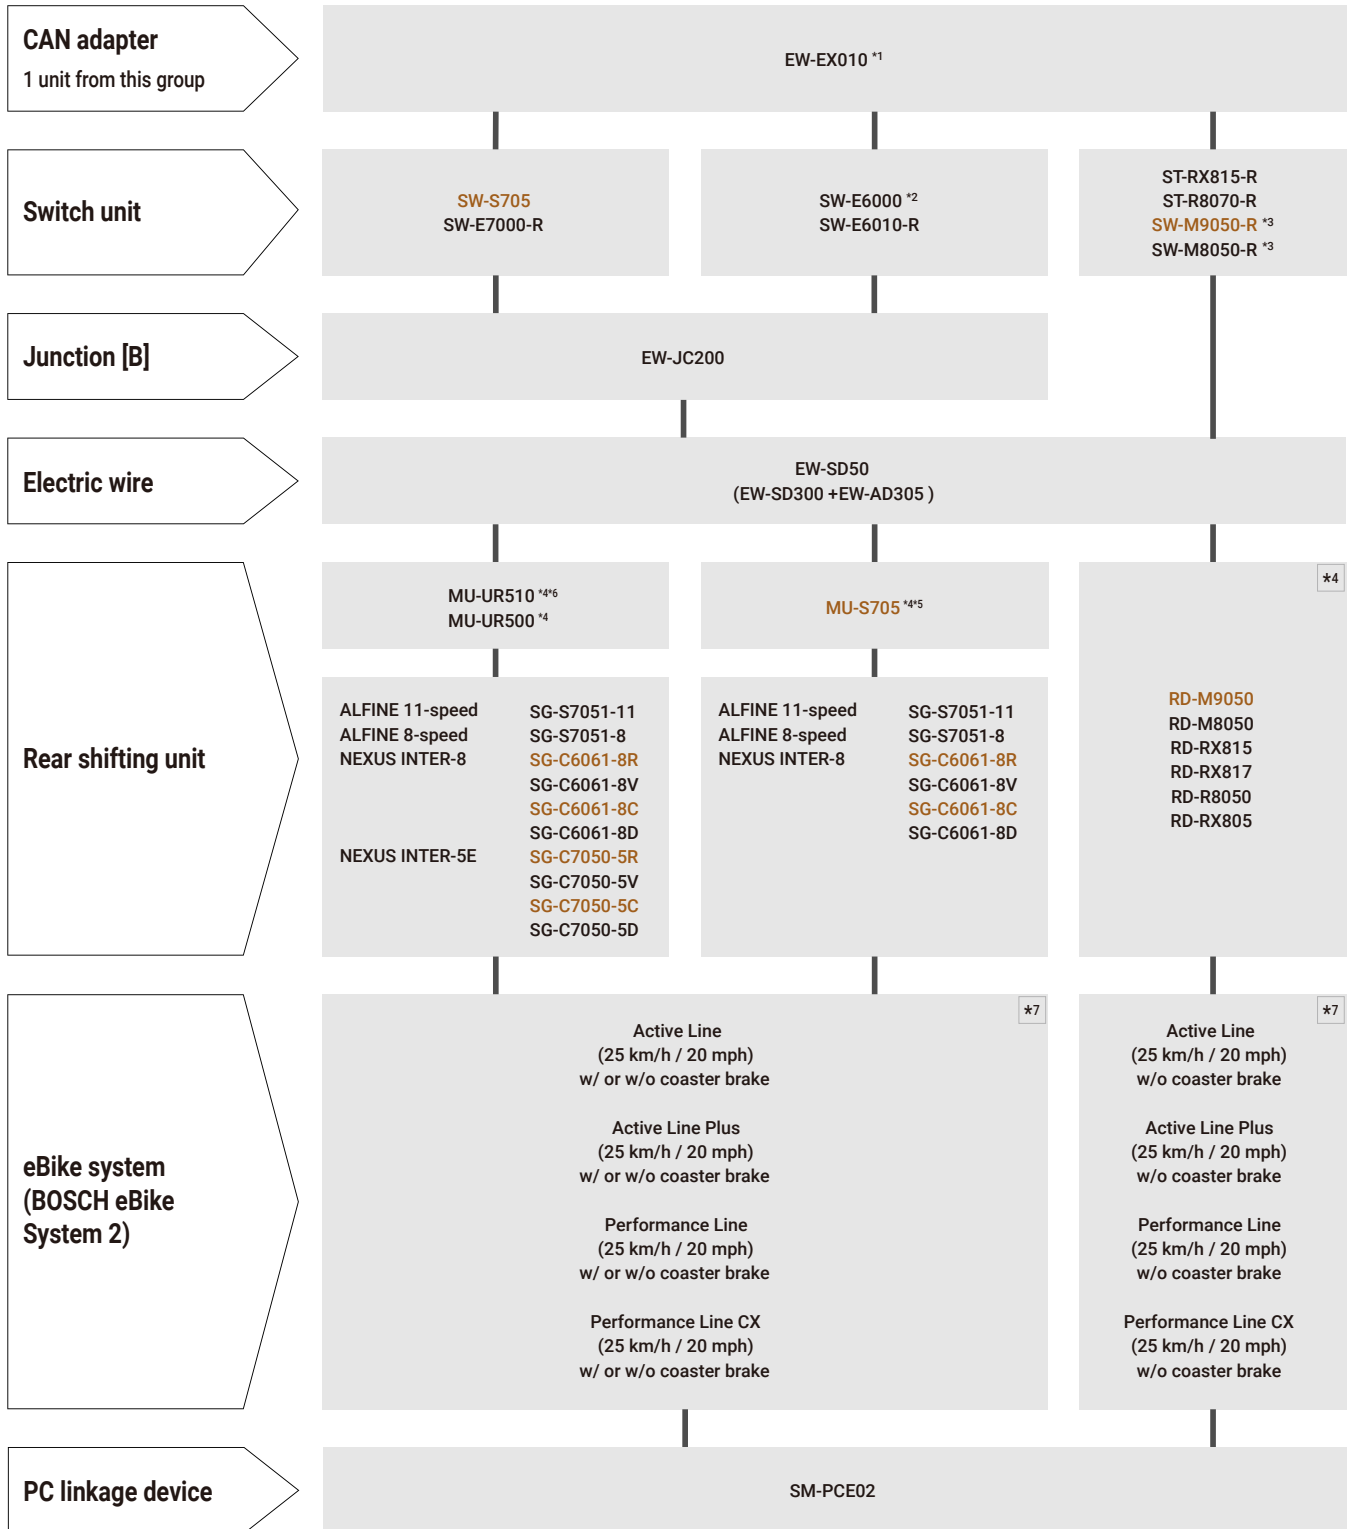 CAN adapter
1 unit from this group
EW-EX010 *1
Switch unit
SW-S705
SW-E7000-R
SW-E6000 *2
SW-E6010-R
ST-RX815-R
ST-R8070-R
SW-M9050-R *3
SW-M8050-R *3
Junction [B]
EW-JC200
Electric wire
EW-SD50
(EW-SD300 +EW-AD305 )
Rear shifting unit
MU-UR510 *4*6
MU-UR500 *4
ALFINE 11-speed SG-S7051-11
ALFINE 8-speed SG-S7051-8
NEXUS INTER-8 SG-C6061-8R
SG-C6061-8V
SG-C6061-8C
SG-C6061-8D
NEXUS INTER-5E SG-C7050-5R
SG-C7050-5V
SG-C7050-5C
SG-C7050-5D
MU-S705 *4*5
ALFINE 11-speed SG-S7051-11
ALFINE 8-speed SG-S7051-8
NEXUS INTER-8 SG-C6061-8R
SG-C6061-8V
SG-C6061-8C
SG-C6061-8D
*4
RD-M9050
RD-M8050
RD-RX815
RD-RX817
RD-R8050
RD-RX805
eBike system
(BOSCH eBike
System 2)
*7
Active Line
(25 km/h / 20 mph)
w/ or w/o coaster brake
Active Line Plus
(25 km/h / 20 mph)
w/ or w/o coaster brake
Performance Line
(25 km/h / 20 mph)
w/ or w/o coaster brake
Performance Line CX
(25 km/h / 20 mph)
w/ or w/o coaster brake
*7
Active Line
(25 km/h / 20 mph)
w/o coaster brake
Active Line Plus
(25 km/h / 20 mph)
w/o coaster brake
Performance Line
(25 km/h / 20 mph)
w/o coaster brake
Performance Line CX
(25 km/h / 20 mph)
w/o coaster brake
PC linkage device
SM-PCE02